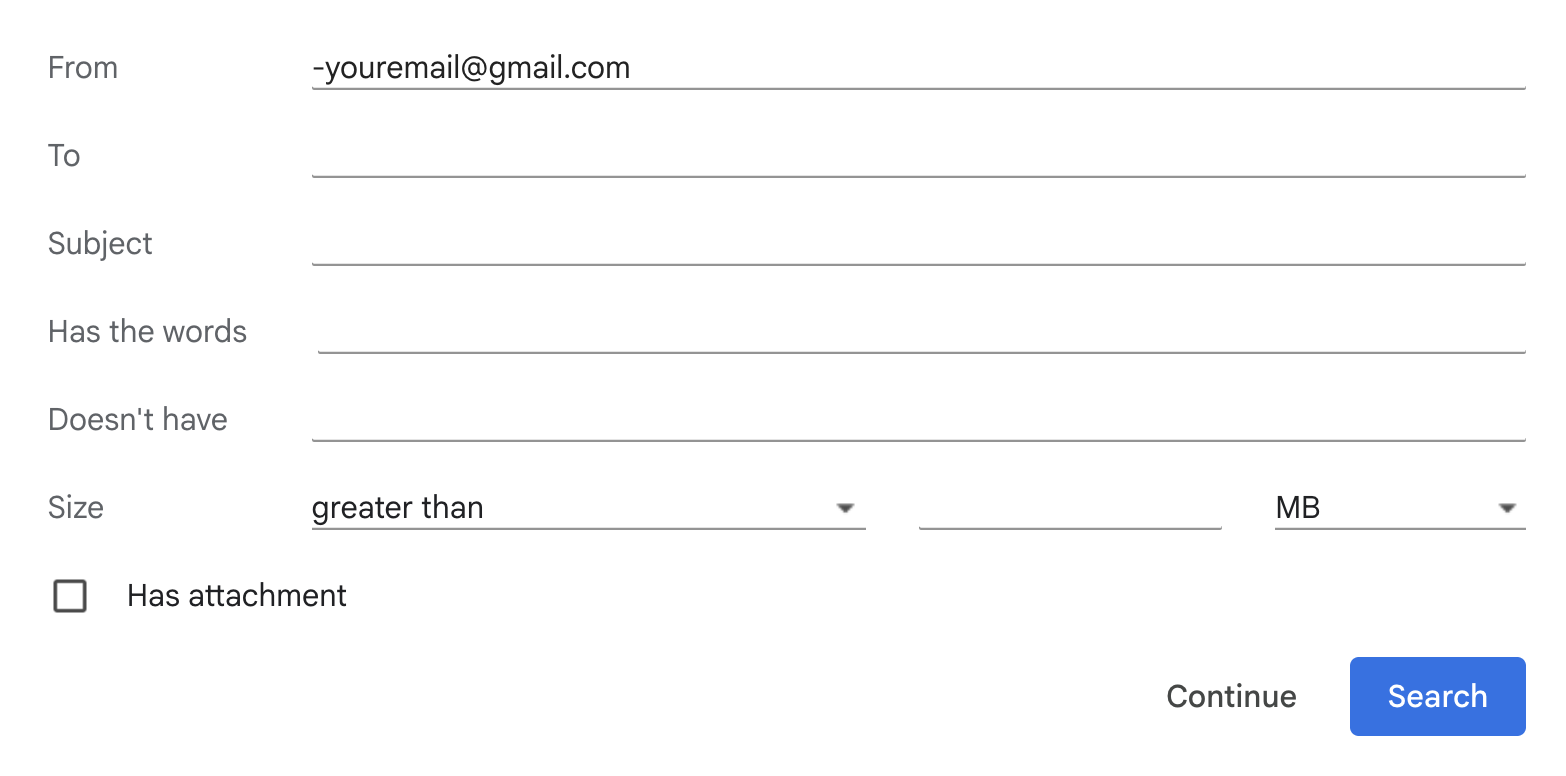 From -youremail@gmail.com
To
Subject
Has the words
Doesn't have
Size greater than MB
Has attachment
Continue Search